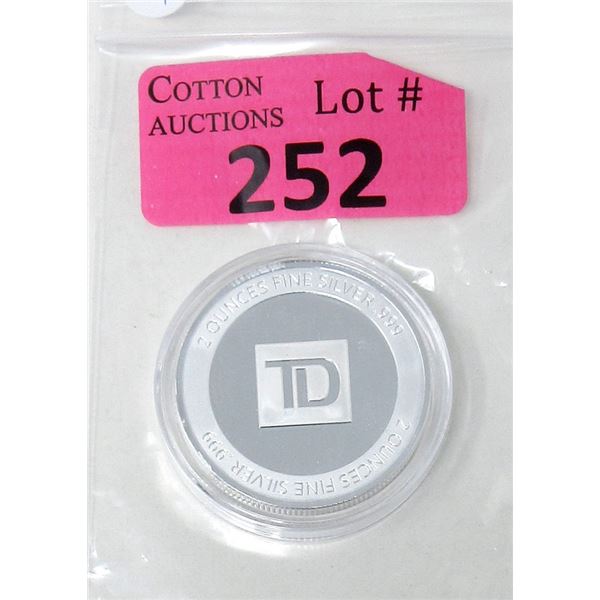 COTTON
AUCTIONS
Lot #
252
2 OUNCES FINE SILVER .999
TD
2 OUNCES FINE SILVER .999